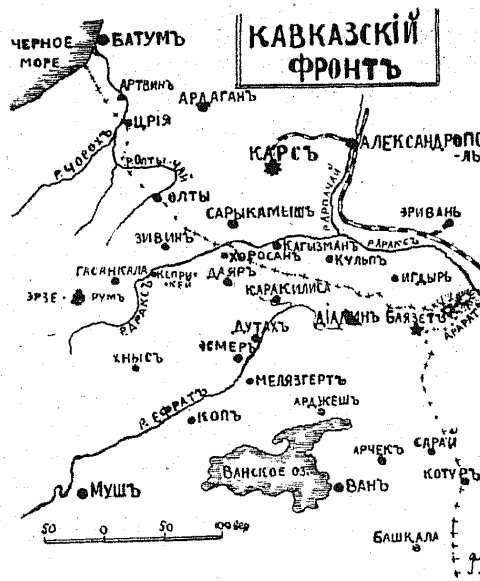 КАВКАЗСКІЙ
ФРОНТЪ
ЧЕРНОЕ
МОРЕ
БАТУМЪ
АРТВИНЪ
АРДАГАНЪ
ЦРІЯ
Р. ЧОРОХЪ
Р. ОЛТЫ-ЧАЙ
КАРСЪ
АЛЕКСАНДРОПО-
ЛЬ
ОЛТЫ
САРЫКАМЫШЪ
Р. АРПАЧАЙ
ЭРИВАНЬ
ЗИВИНЪ
ХОРОСАНЪ
КАГЫЗМАНЪ
Р. АРАКСЪ
КУЛЬПЪ
ГАСАНКАЛА
КЕПРИ-
КЕЙ
ДАЯРЪ
ИГДЫРЬ
ЭРЗЕ-
РУМЪ
Р. АРАКСЪ
КАРАКИЛИСА
ДІАДИНЪ
БАЯЗЕТЪ
АРАРАТЪ
ДУТАХЪ
ХНЫСЪ
МЕЛЯЗГЕРТЪ
Р. ЕФРАТЪ
КОПЪ
АРДЖЕШЪ
САРАЙ
АРЧЕКЪ
КОТУРЪ
ВАНСКОЕ ОЗ.
ВАНЪ
МУШЪ
БАШКАЛА
50 0 50 100 вер.